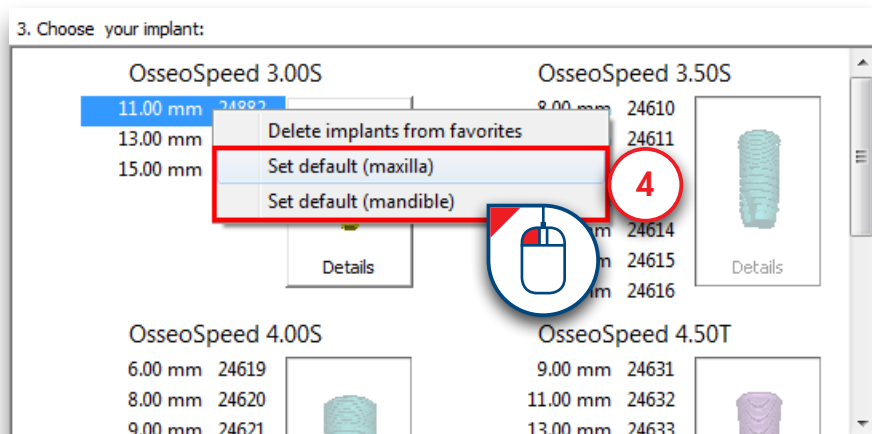 3. Choose your implant:
OsseoSpeed 3.00S
11.00 mm 24882
13.00 mm
15.00 mm
Details
Delete implants from favorites
Set default (maxilla)
Set default (mandible)
4
OsseoSpeed 3.50S
8.00 mm 24610
24611
mm 24614
24615
mm 24616
Details
OsseoSpeed 4.00S
6.00 mm 24619
8.00 mm 24620
9.00 mm 24621
OsseoSpeed 4.50T
9.00 mm 24631
11.00 mm 24632
13.00 mm 24633